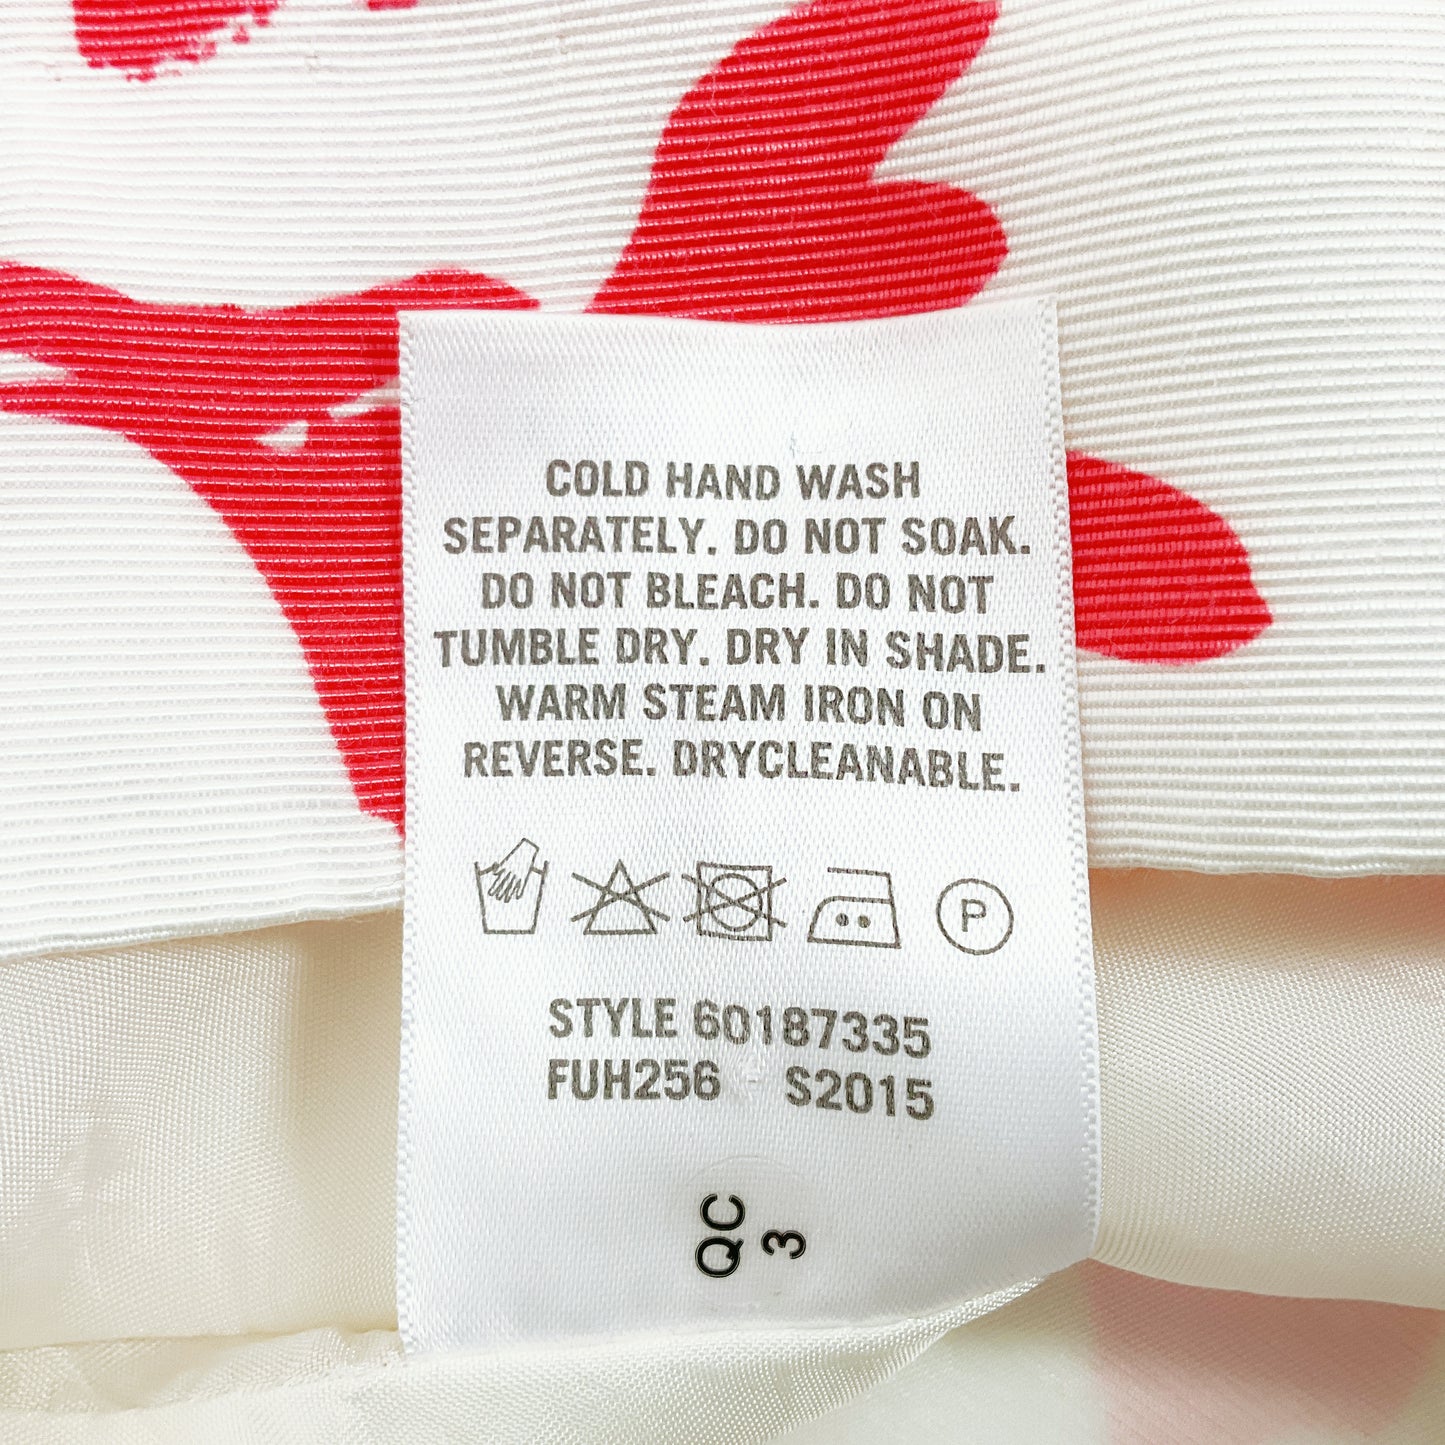 COLD HAND WASH
SEPARATELY. DO NOT SOAK.
DO NOT BLEACH. DO NOT
TUMBLE DRY. DRY IN SHADE.
WARM STEAM IRON ON
REVERSE. DRYCLEANABLE.
P
STYLE 60187335
FUH256 S2015
QC
3